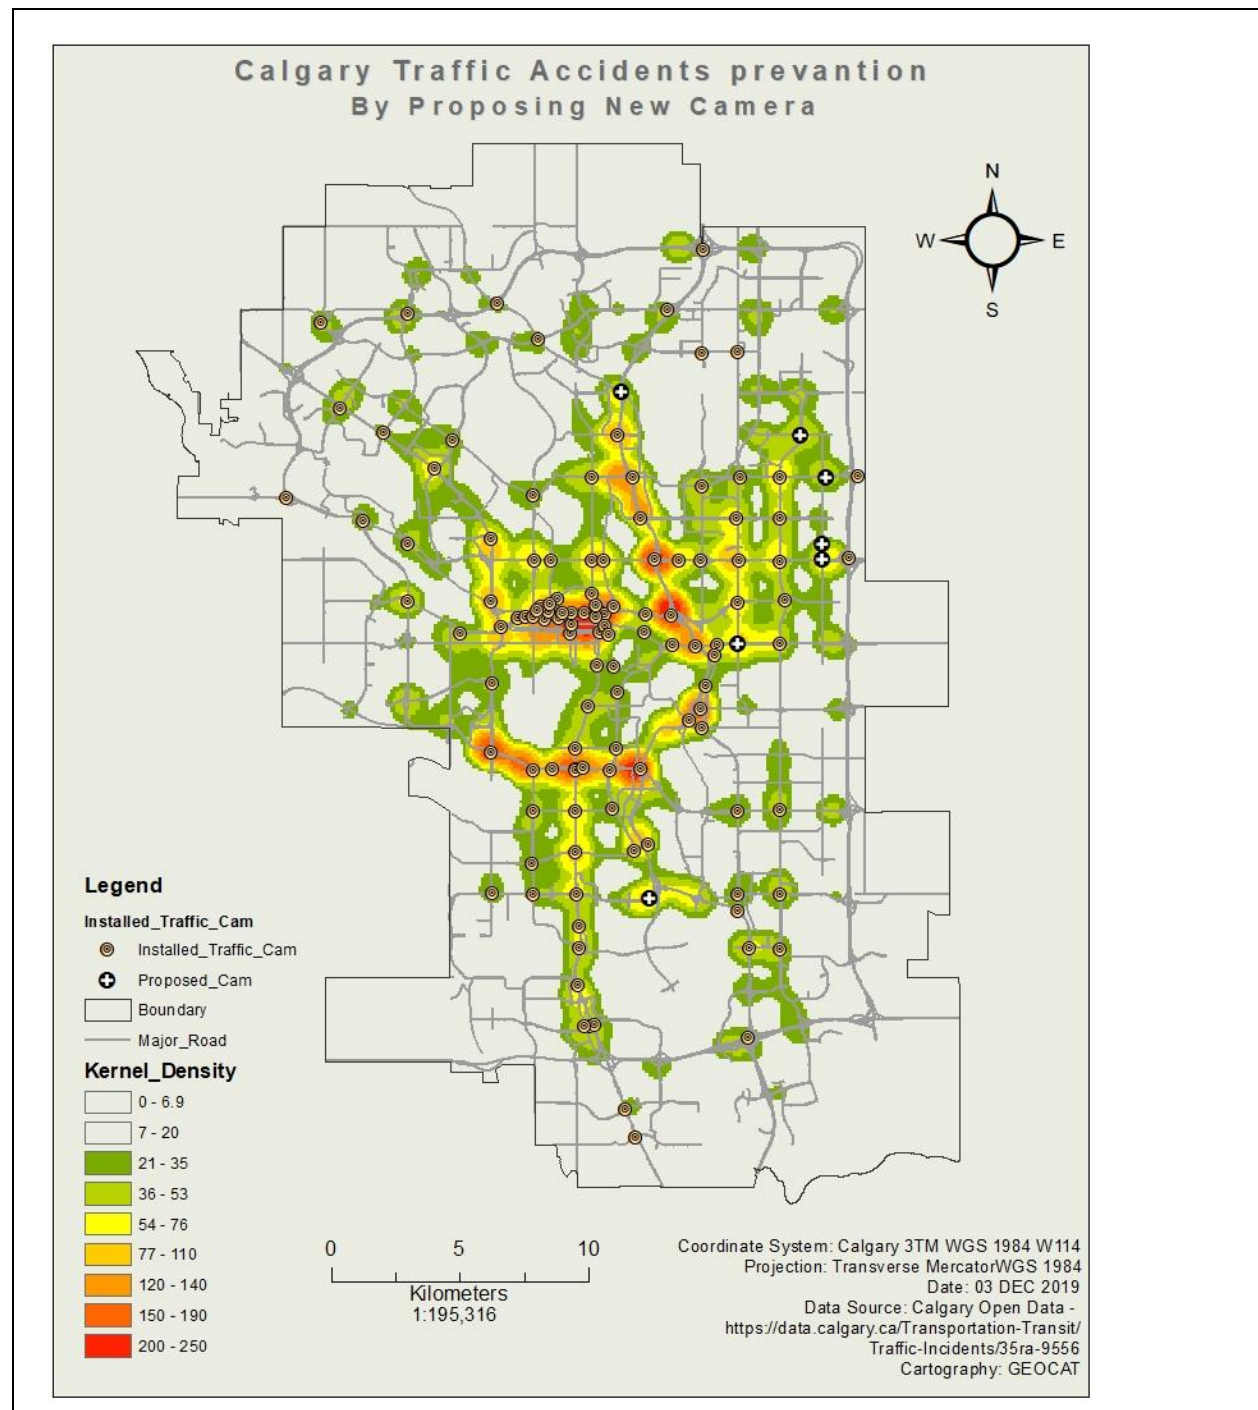 Calgary Traffic Accidents prevantion
By Proposing New Camera
N
W
E
S
Legend
Installed_Traffic_Cam
Installed_Traffic_Cam
Proposed_Cam
Boundary
Major_Road
Kernel_Density
0 - 6.9
7 - 20
21 - 35
36 - 53
54 - 76
77 - 110
120 - 140
150 - 190
200 - 250
0 5 10
Kilometers
1:195,316
Coordinate System: Calgary 3TM WGS 1984 W114
Projection: Transverse MercatorWGS 1984
Date: 03 DEC 2019
Data Source: Calgary Open Data -
https://data.calgary.ca/Transportation-Transit/
Traffic-Incidents/35ra-9556
Cartography: GEOCAT